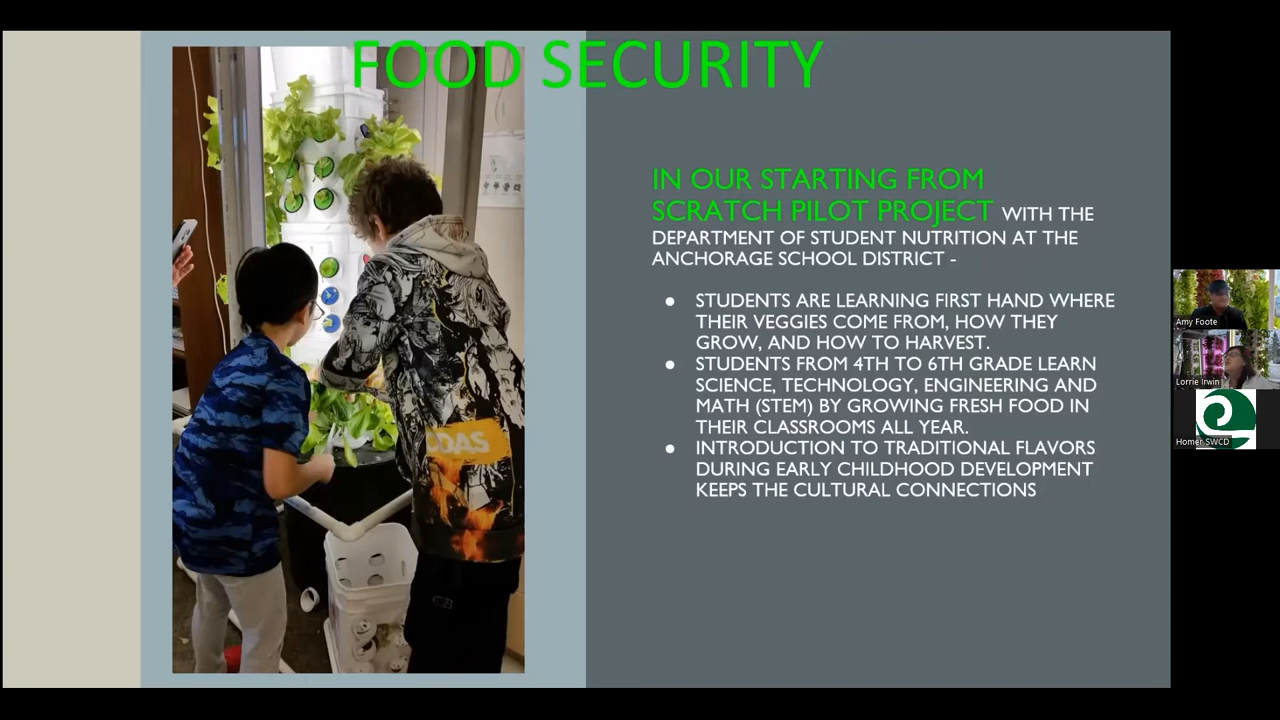 FOOD SECURITY
IN OUR STARTING FROM
SCRATCH PILOT PROJECT WITH THE
DEPARTMENT OF STUDENT NUTRITION AT THE
ANCHORAGE SCHOOL DISTRICT -
● STUDENTS ARE LEARNING FIRST HAND WHERE
THEIR VEGGIES COME FROM, HOW THEY
GROW, AND HOW TO HARVEST.
● STUDENTS FROM 4TH TO 6TH GRADE LEARN
SCIENCE, TECHNOLOGY, ENGINEERING AND
MATH (STEM) BY GROWING FRESH FOOD IN
THEIR CLASSROOMS ALL YEAR.
● INTRODUCTION TO TRADITIONAL FLAVORS
DURING EARLY CHILDHOOD DEVELOPMENT
KEEPS THE CULTURAL CONNECTIONS
Amy Foote
Lorrie Irwin
Homer SWCD